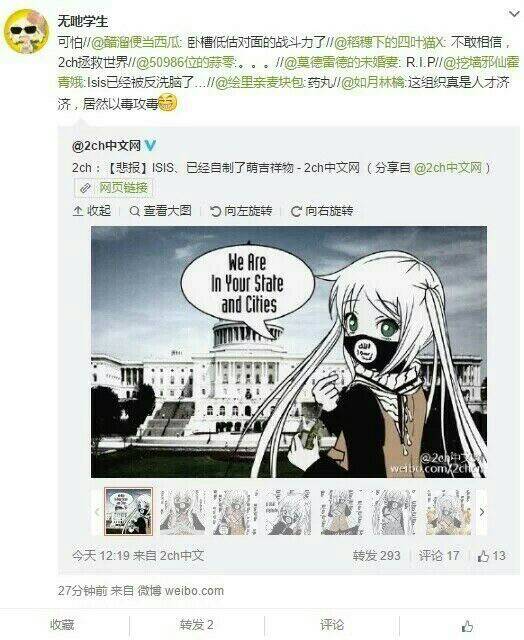 无吔学生
可怕//@醋溜便当西瓜: 卧槽低估对面的战斗力了//@稻穗下的四叶猫X: 不敢相信，
2ch拯救世界//@50986位的蒜零:。。。//@莫德雷德的未婚妻: R.I.P//@挖墙邪仙霍
青娥:Isis已经被反洗脑了...//@绘里亲麦块包:药丸//@如月林檎:这组织真是人才济
济，居然以毒攻毒
@2ch中文网
2ch：【悲报】ISIS、已经自制了萌吉祥物 - 2ch中文网 （分享自 @2ch中文网）
网页链接
收起 查看大图 向左旋转 向右旋转
We Are
In Your State
and Cities
@2ch中文网
weibo.com/2chcn
今天 12:19 来自 2ch中文 转发 293 评论 17 13
27分钟前 来自 微博 weibo.com
收藏 转发 2 评论